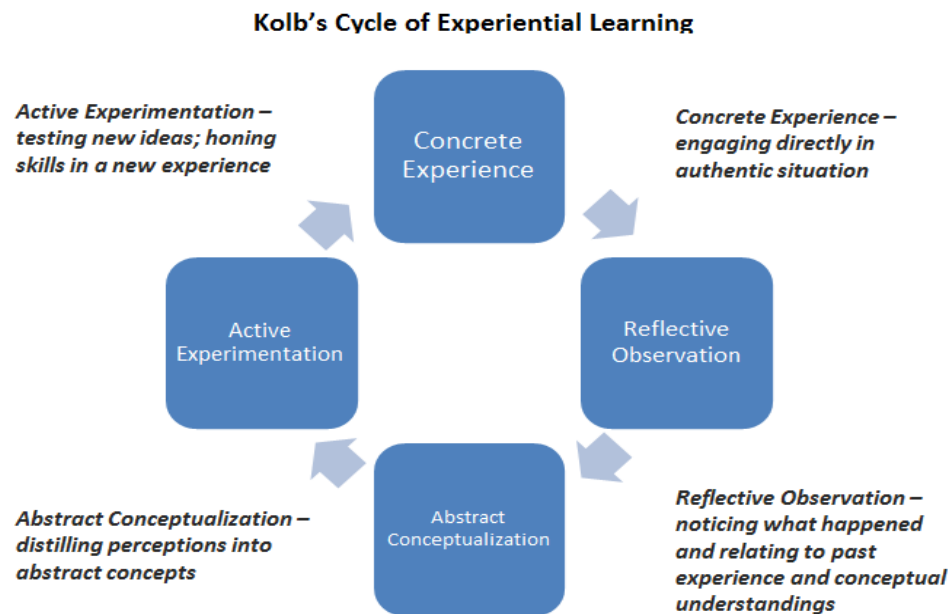 Kolb's Cycle of Experiential Learning
Active Experimentation –
testing new ideas; honing
skills in a new experience
Concrete
Experience
Concrete Experience –
engaging directly in
authentic situation
Active
Experimentation
Reflective
Observation
Abstract Conceptualization –
distilling perceptions into
abstract concepts
Abstract
Conceptualization
Reflective Observation –
noticing what happened
and relating to past
experience and conceptual
understandings